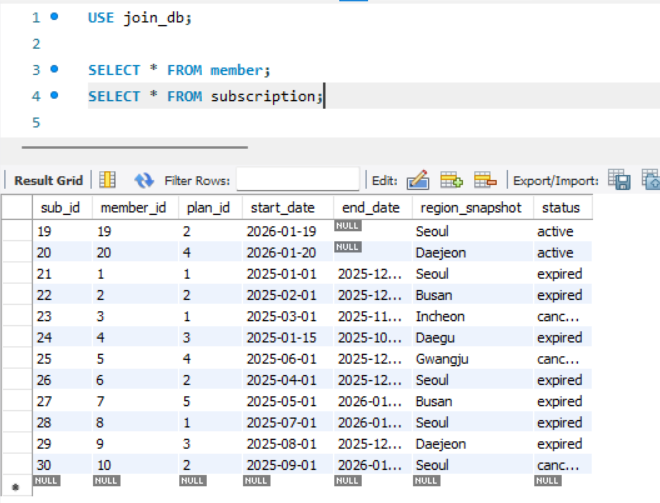 1 USE join_db;
2
3 SELECT * FROM member;
4 SELECT * FROM subscription;
5
Result Grid Filter Rows: Edit: Export/Import:
sub_id member_id plan_id start_date end_date region_snapshot status
19 19 2 2026-01-19 NULL Seoul active
20 20 4 2026-01-20 NULL Daejeon active
21 1 1 2025-01-01 2025-12... Seoul expired
22 2 2 2025-02-01 2025-12... Busan expired
23 3 1 2025-03-01 2025-11... Incheon canc...
24 4 3 2025-01-15 2025-10... Daegu expired
25 5 4 2025-06-01 2025-12... Gwangju canc...
26 6 2 2025-04-01 2025-12... Seoul expired
27 7 5 2025-05-01 2026-01... Busan expired
28 8 1 2025-07-01 2026-01... Seoul expired
29 9 3 2025-08-01 2025-12... Daejeon expired
30 10 2 2025-09-01 2026-01... Seoul canc...
NULL NULL NULL NULL NULL NULL NULL